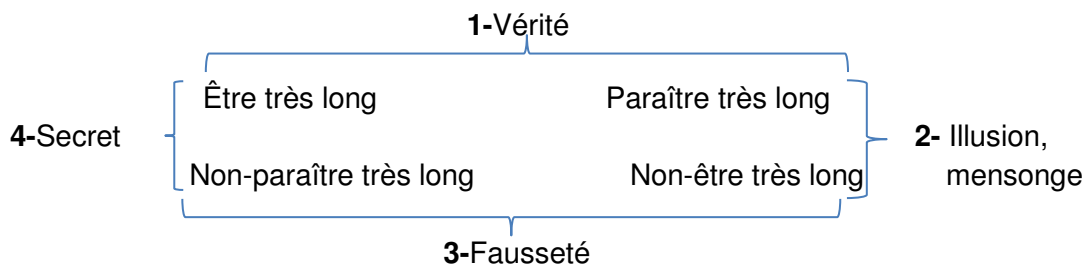 1-Vérité
Être très long Paraître très long
4-Secret 2- Illusion,
Non-paraître très long Non-être très long mensonge
3-Fausseté